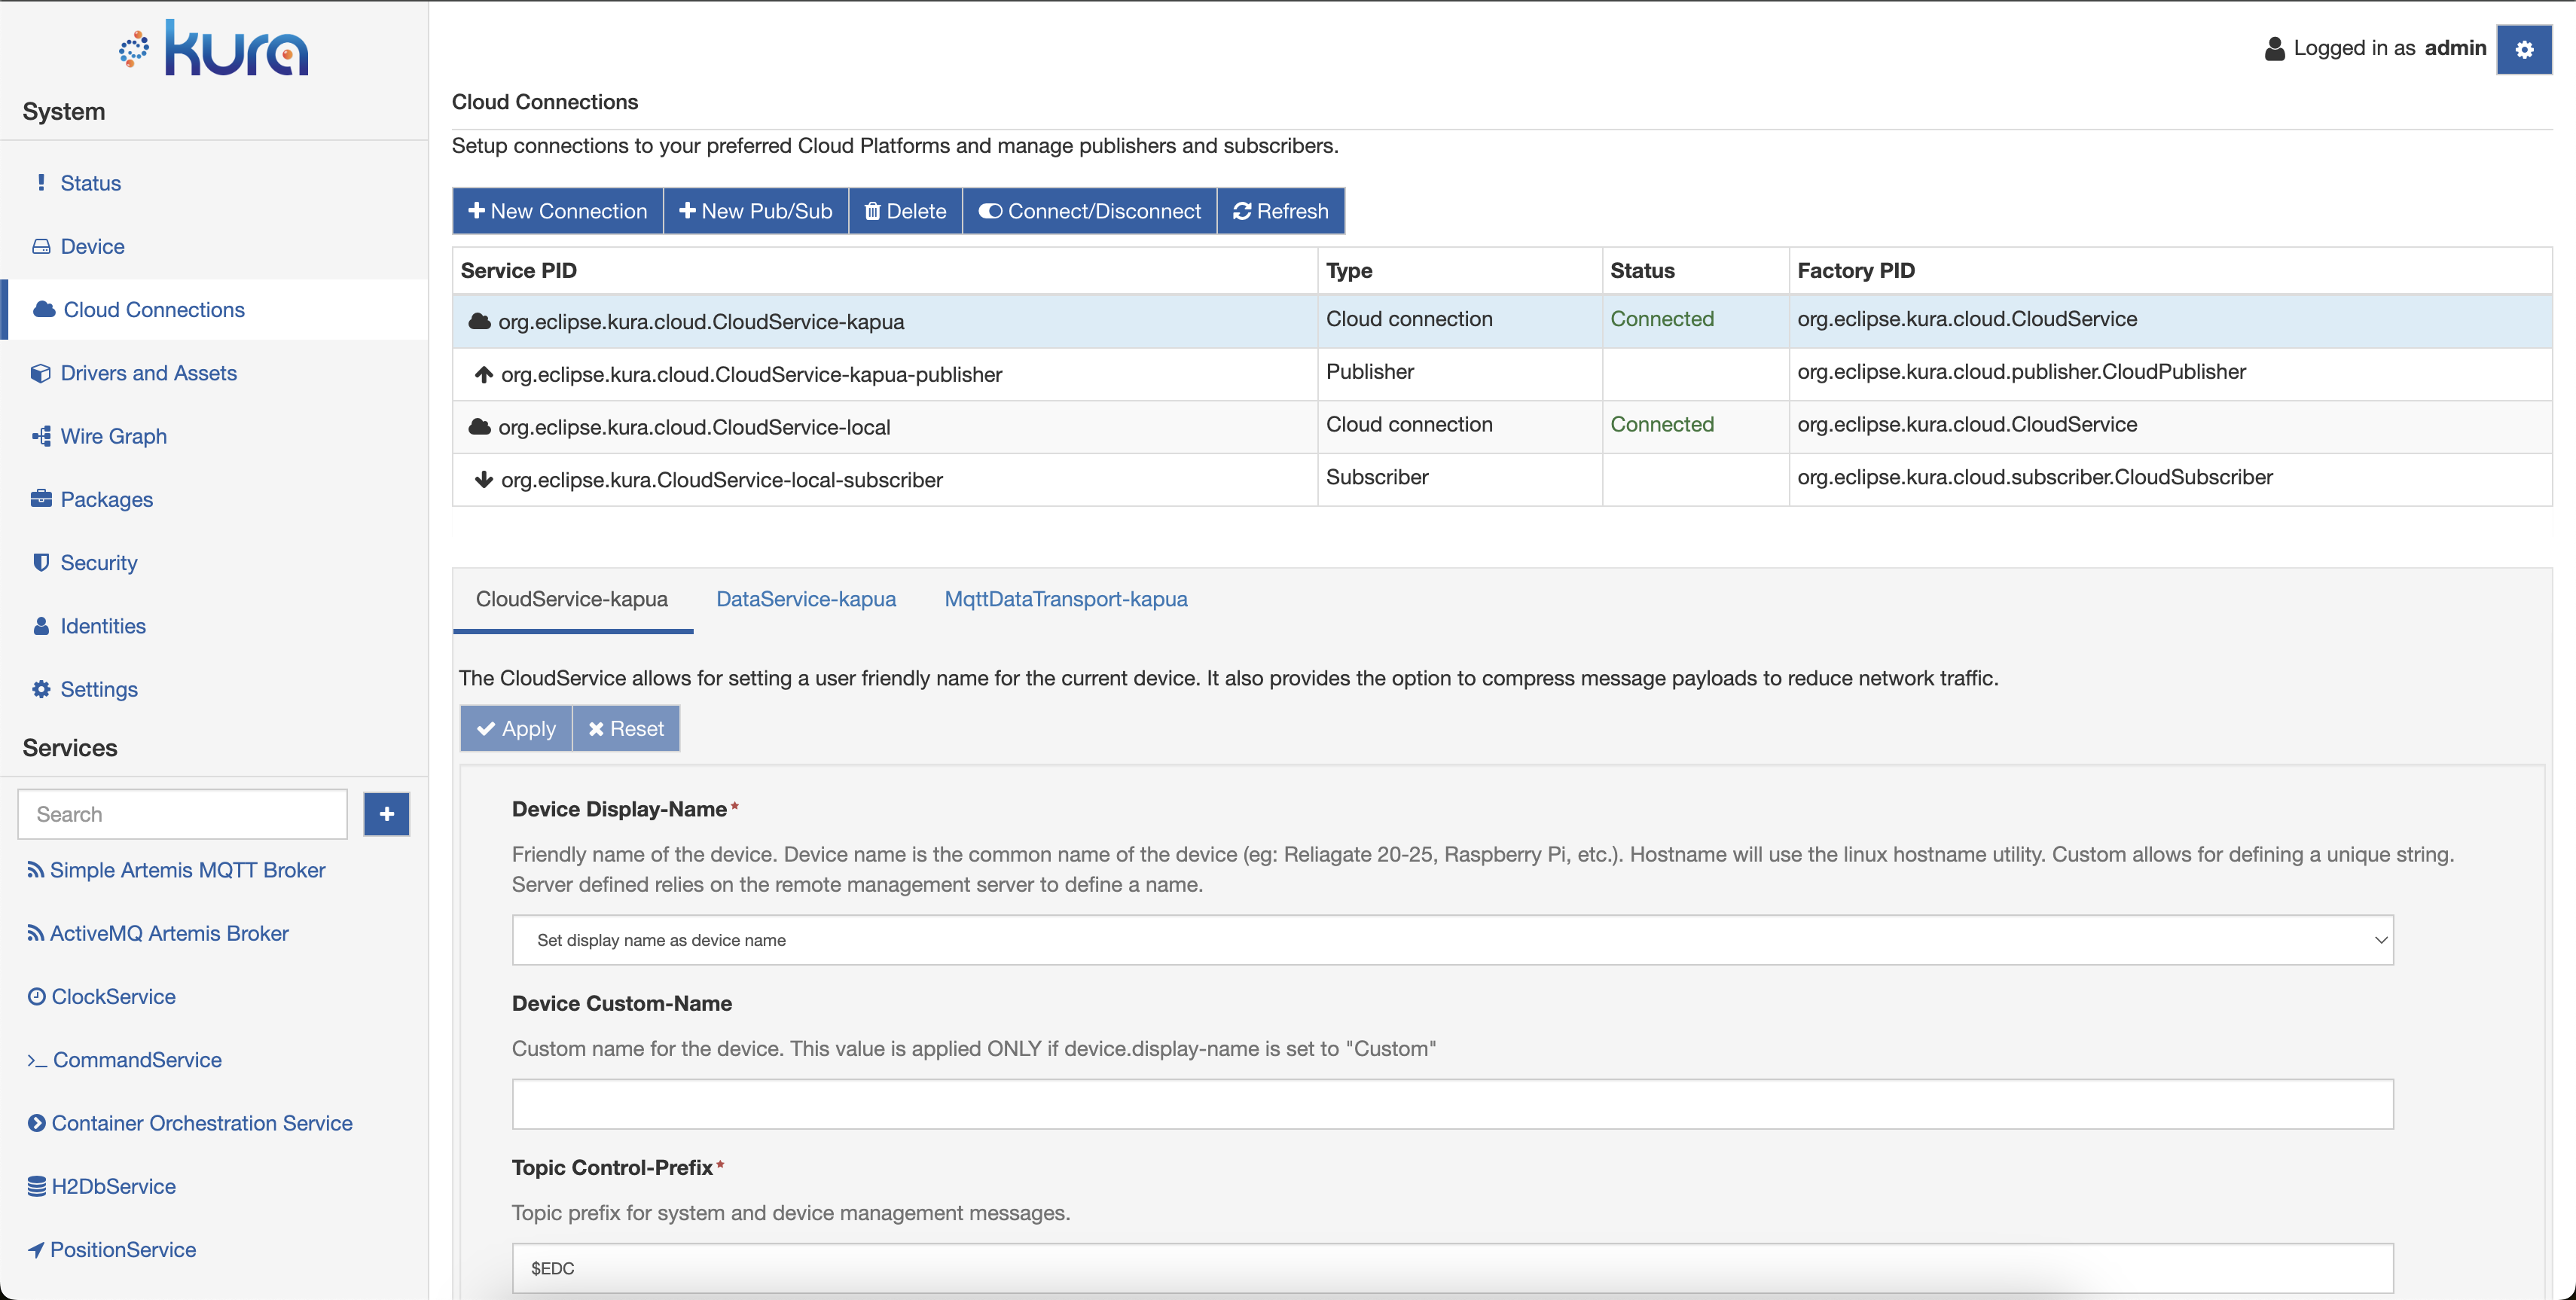 kura
System
Status
Device
Cloud Connections
Drivers and Assets
Wire Graph
Packages
Security
Identities
Settings
Services
Search
Simple Artemis MQTT Broker
ActiveMQ Artemis Broker
ClockService
CommandService
Container Orchestration Service
H2DbService
PositionService
Logged in as admin
Cloud Connections
Setup connections to your preferred Cloud Platforms and manage publishers and subscribers.
New Connection New Pub/Sub Delete Connect/Disconnect Refresh
Service PID Type Status Factory PID
org.eclipse.kura.cloud.CloudService-kapua Cloud connection Connected org.eclipse.kura.cloud.CloudService
org.eclipse.kura.cloud.CloudService-kapua-publisher Publisher org.eclipse.kura.cloud.publisher.CloudPublisher
org.eclipse.kura.cloud.CloudService-local Cloud connection Connected org.eclipse.kura.cloud.CloudService
org.eclipse.kura.CloudService-local-subscriber Subscriber org.eclipse.kura.cloud.subscriber.CloudSubscriber
CloudService-kapua DataService-kapua MqttDataTransport-kapua
The CloudService allows for setting a user friendly name for the current device. It also provides the option to compress message payloads to reduce network traffic.
Apply Reset
Device Display-Name*
Friendly name of the device. Device name is the common name of the device (eg: Reliagate 20-25, Raspberry Pi, etc.). Hostname will use the linux hostname utility. Custom allows for defining a unique string.
Server defined relies on the remote management server to define a name.
Set display name as device name
Device Custom-Name
Custom name for the device. This value is applied ONLY if device.display-name is set to "Custom"
Topic Control-Prefix*
Topic prefix for system and device management messages.
$EDC